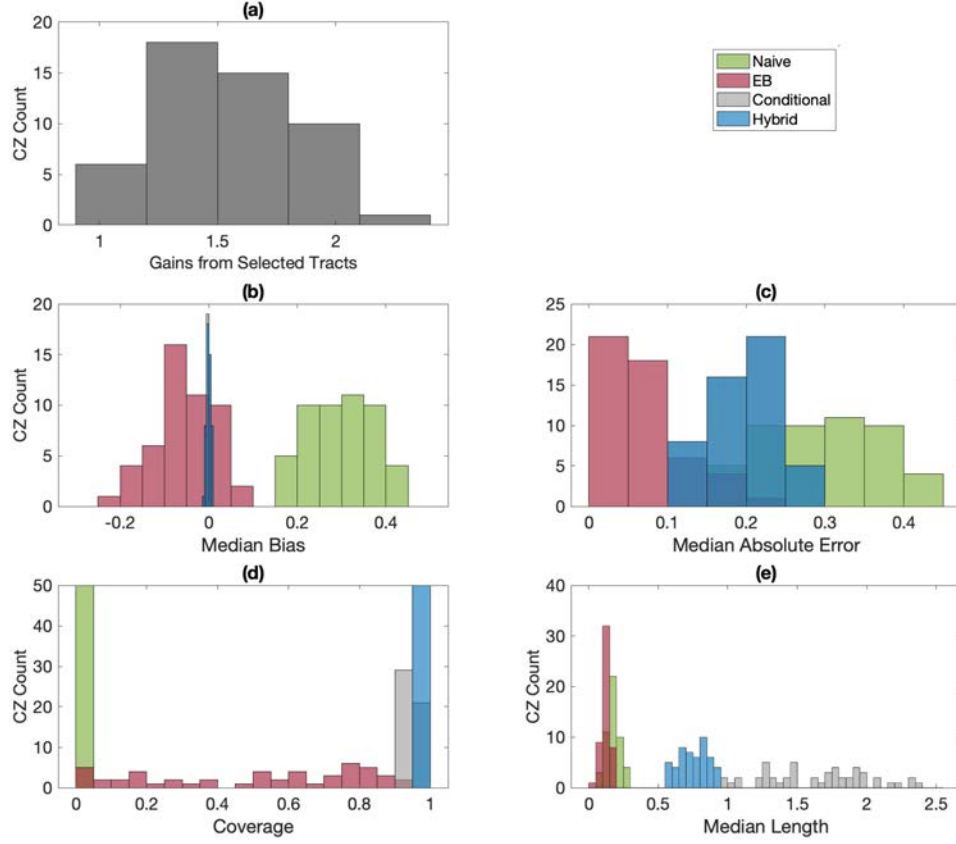 (a)
20
15
10
5
0
CZ Count
1 1.5 2
Gains from Selected Tracts
Naive
EB
Conditional
Hybrid
(b)
20
15
10
5
0
CZ Count
-0.2 0 0.2 0.4
Median Bias
(c)
25
20
15
10
5
0
0 0.1 0.2 0.3 0.4
Median Absolute Error
(d)
50
40
30
20
10
0
CZ Count
0 0.2 0.4 0.6 0.8 1
Coverage
(e)
40
30
20
10
0
CZ Count
0 0.5 1 1.5 2 2.5
Median Length